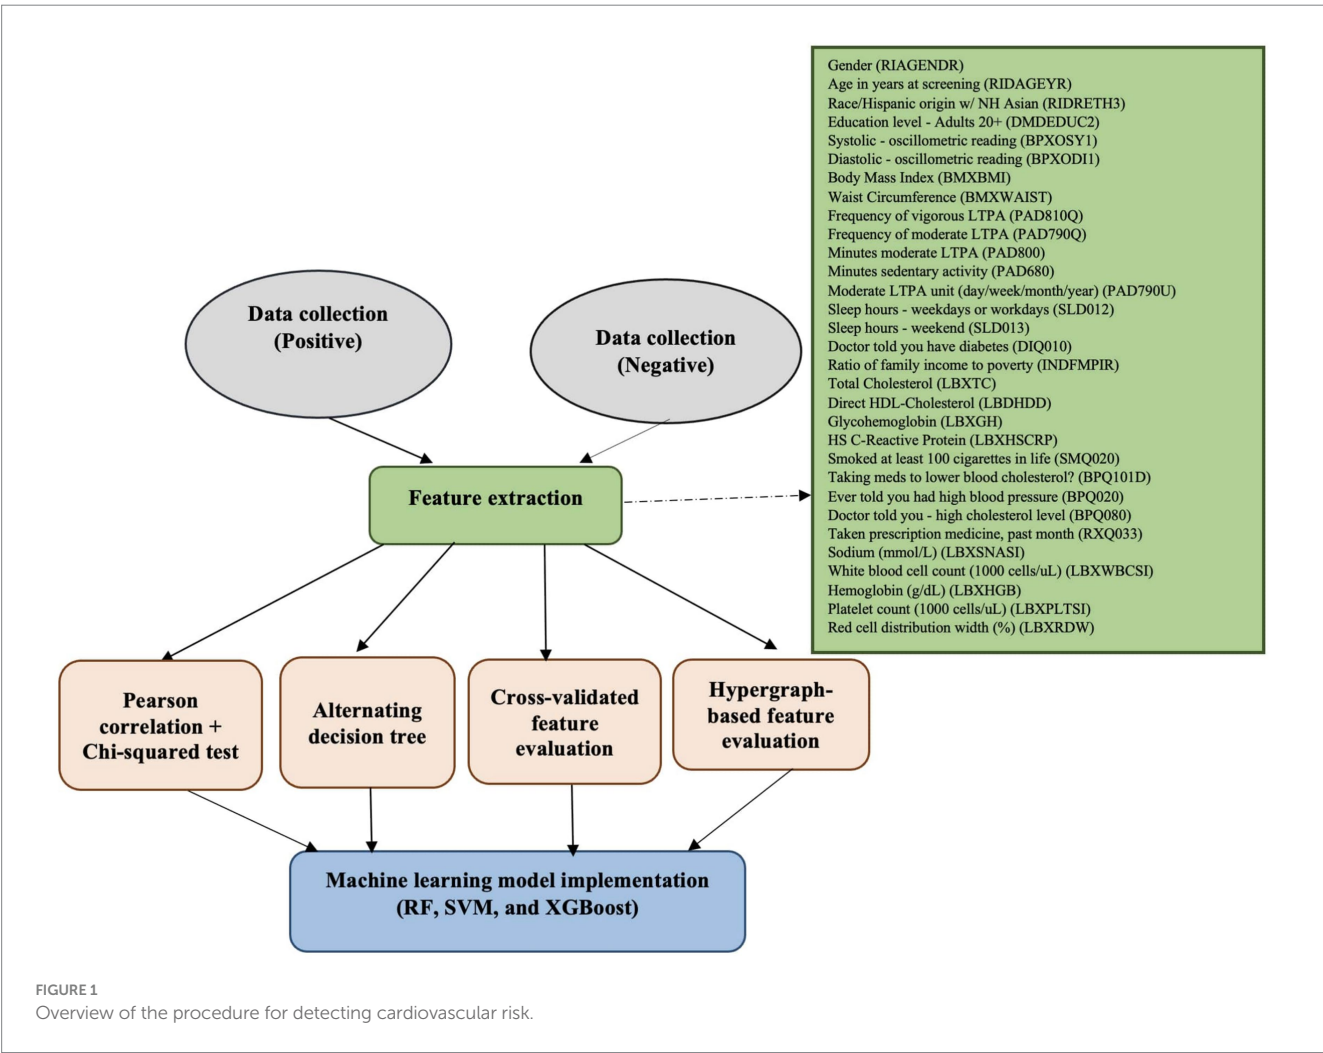 Gender (RIAGENDR)
Age in years at screening (RIDAGEYR)
Race/Hispanic origin w/ NH Asian (RIDRETH3)
Education level - Adults 20+ (DMDEDUC2)
Systolic - oscillometric reading (BPXOSY1)
Diastolic - oscillometric reading (BPXODI1)
Body Mass Index (BMXBMI)
Waist Circumference (BMXWAIST)
Frequency of vigorous LTPA (PAD810Q)
Frequency of moderate LTPA (PAD790Q)
Minutes moderate LTPA (PAD800)
Minutes sedentary activity (PAD680)
Moderate LTPA unit (day/week/month/year) (PAD790U)
Sleep hours - weekdays or workdays (SLD012)
Sleep hours - weekend (SLD013)
Doctor told you have diabetes (DIQ010)
Ratio of family income to poverty (INDFMPIR)
Total Cholesterol (LBXTC)
Direct HDL-Cholesterol (LBDHDD)
Glycohemoglobin (LBXGH)
HS C-Reactive Protein (LBXHSCRP)
Smoked at least 100 cigarettes in life (SMQ020)
Taking meds to lower blood cholesterol? (BPQ101D)
Ever told you had high blood pressure (BPQ020)
Doctor told you - high cholesterol level (BPQ080)
Taken prescription medicine, past month (RXQ033)
Sodium (mmol/L) (LBXSNASI)
White blood cell count (1000 cells/uL) (LBXWBCSI)
Hemoglobin (g/dL) (LBXHGB)
Platelet count (1000 cells/uL) (LBXPLTSI)
Red cell distribution width (%) (LBXRDW)
Data collection
(Positive)
Data collection
(Negative)
Feature extraction
Pearson
correlation +
Chi-squared test
Alternating
decision tree
Cross-validated
feature
evaluation
Hypergraph-
based feature
evaluation
Machine learning model implementation
(RF, SVM, and XGBoost)
FIGURE 1
Overview of the procedure for detecting cardiovascular risk.